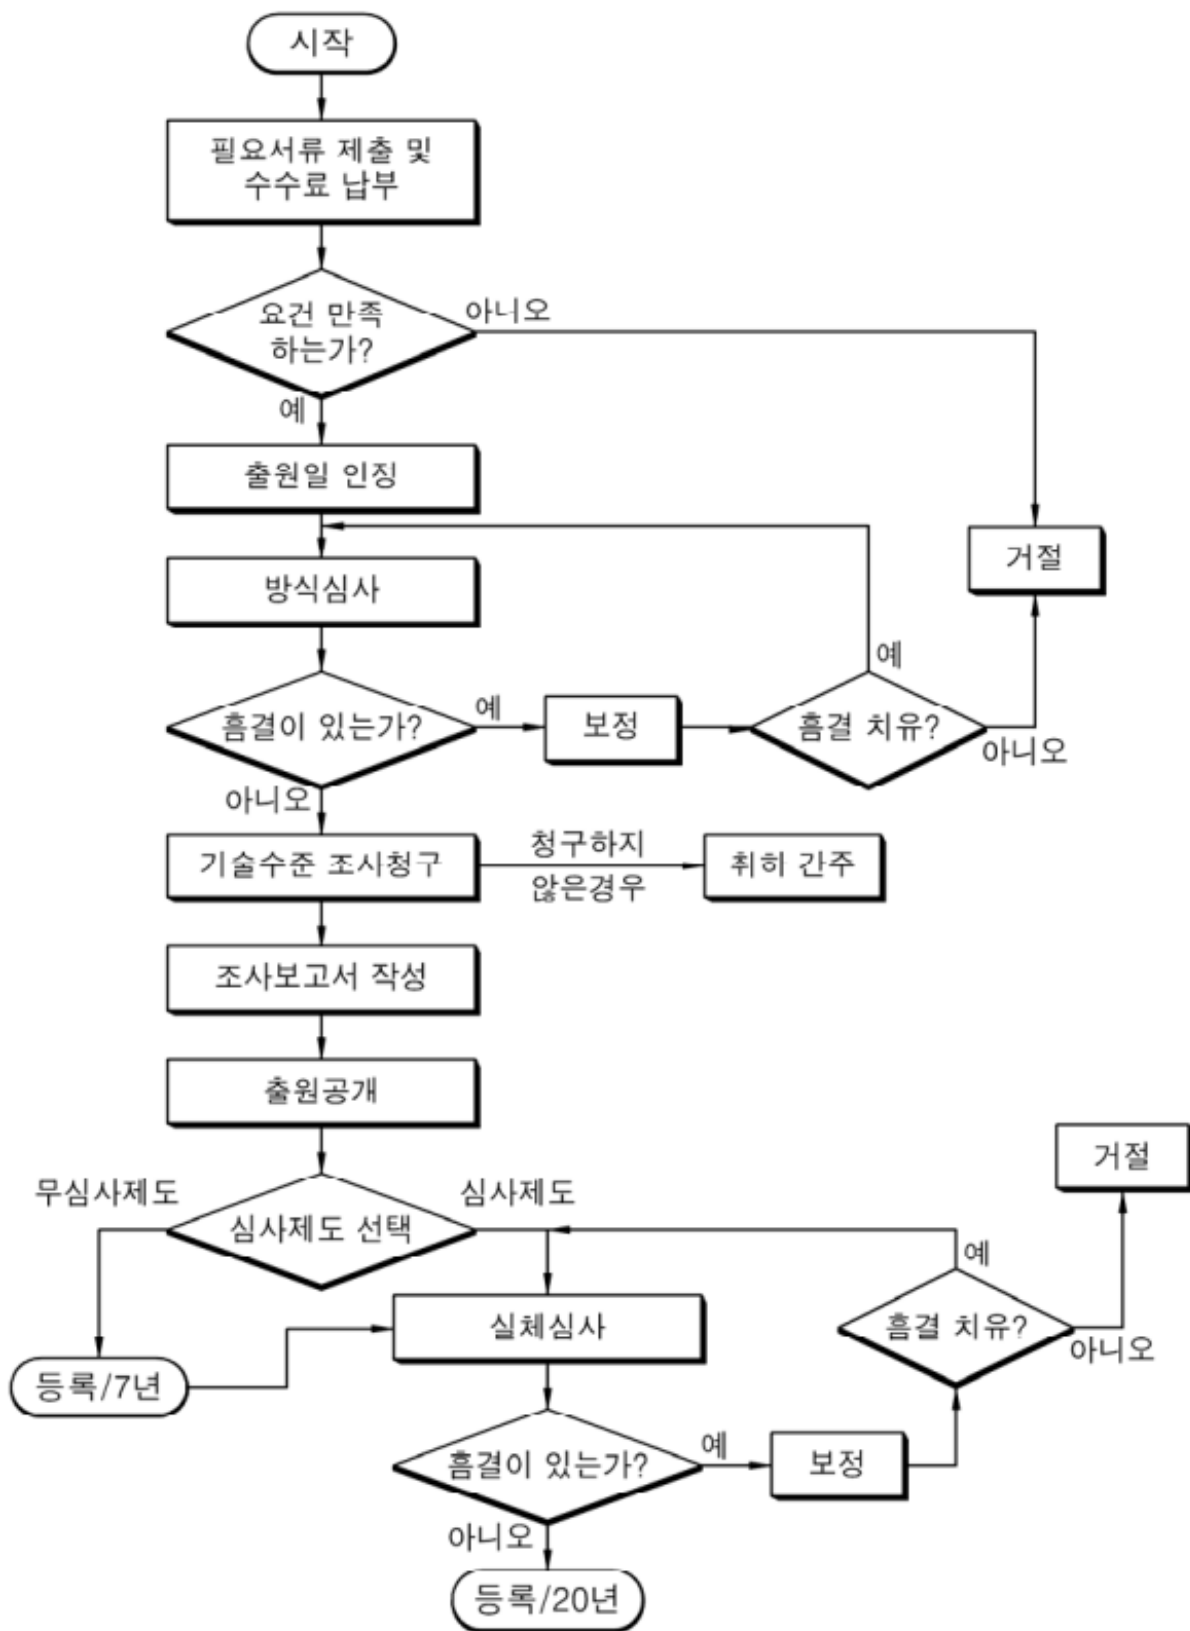 시작
필요서류 제출 및
수수료 납부
요건 만족
하는가?
아니오
예
출원일 인징
거절
방식심사
예
흠결이 있는가?
예
보정
흠결 치유?
아니오
아니오
기술수준 조사청구
청구하지
않은경우
취히 간주
조사보고서 작성
출원공개
거절
무심사제도
심사제도
심사제도 선택
예
실체심사
흠결 치유?
아니오
등록/7년
흠결이 있는가?
예
보정
아니오
등록/20년